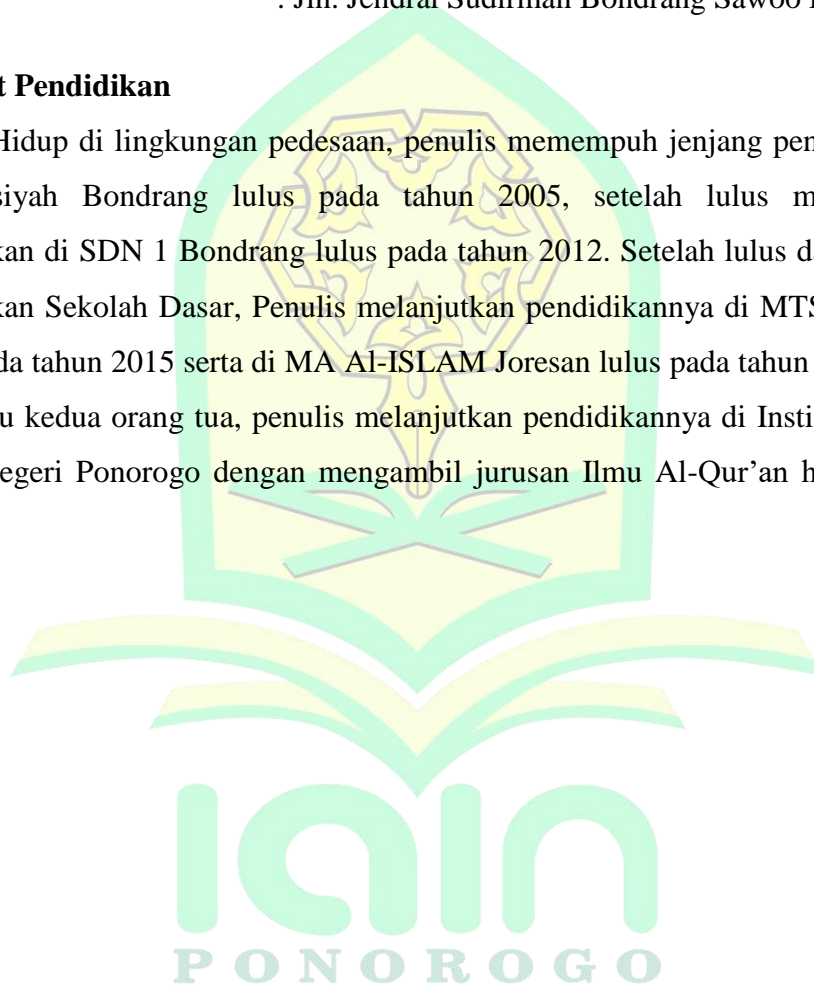 : Jln. Jendral Sudirman Bondrang Sawoo
t Pendidikan
Hidup di lingkungan pedesaan, penulis memempuh jenjang pen
siyah Bondrang lulus pada tahun 2005, setelah lulus m
kan di SDN 1 Bondrang lulus pada tahun 2012. Setelah lulus da
kan Sekolah Dasar, Penulis melanjutkan pendidikannya di MTS
da tahun 2015 serta di MA Al-ISLAM Joresan lulus pada tahun
u kedua orang tua, penulis melanjutkan pendidikannya di Insti
egeri Ponorogo dengan mengambil jurusan Ilmu Al-Qur’an h
iain
PONOROGO